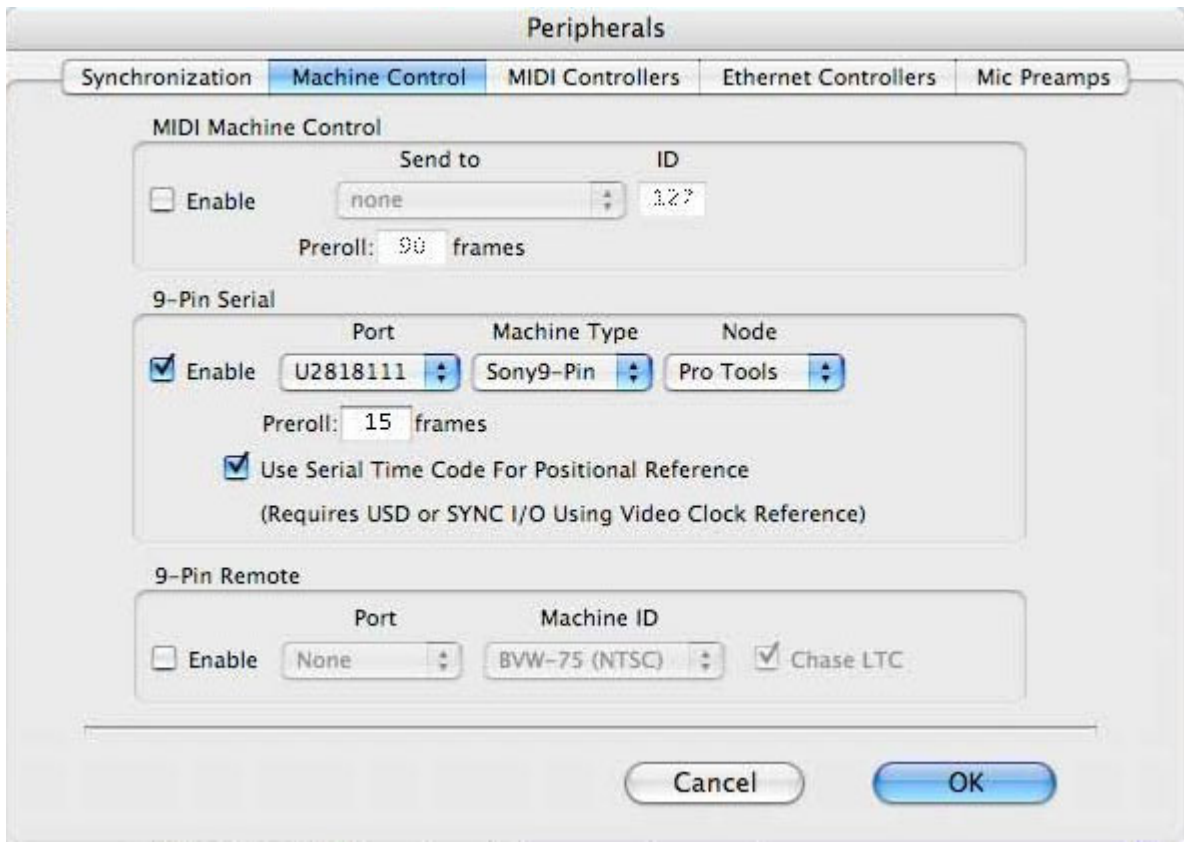 Peripherals
Synchronization Machine Control MIDI Controllers Ethernet Controllers Mic Preamps
MIDI Machine Control
Send to ID
Enable none 127
Preroll: 90 frames
9-Pin Serial
Port Machine Type Node
Enable U2818111 Sony9-Pin Pro Tools
Preroll: 15 frames
Use Serial Time Code For Positional Reference
(Requires USD or SYNC I/O Using Video Clock Reference)
9-Pin Remote
Port Machine ID
Enable None BVW-75 (NTSC) Chase LTC
Cancel OK